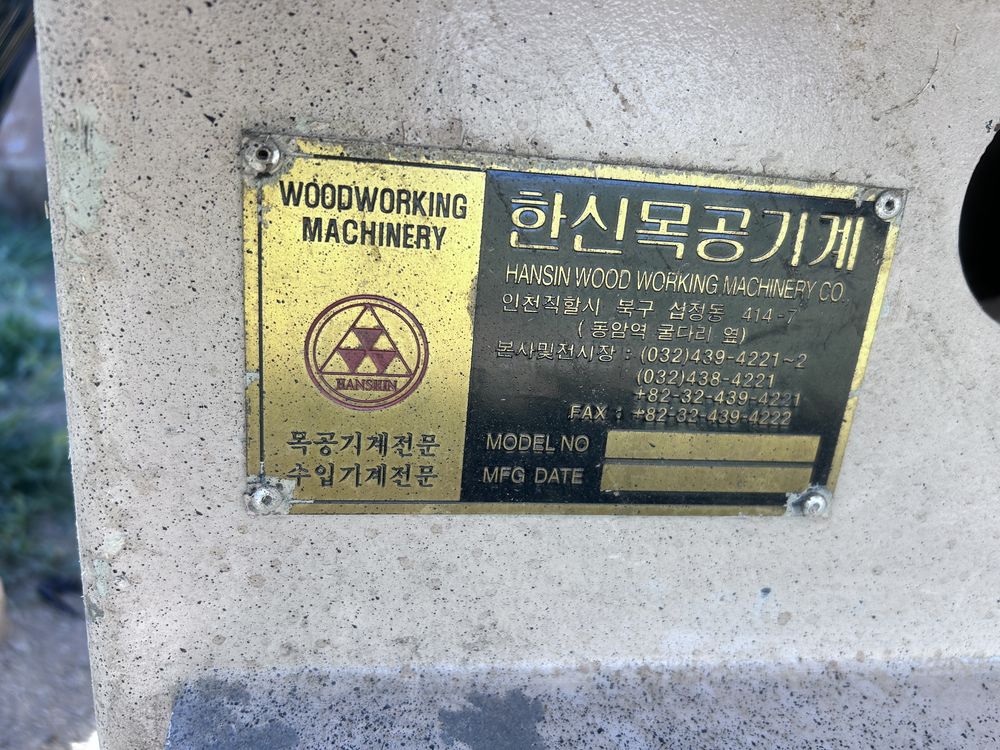 WOODWORKING
MACHINERY
HANSHIN
목공기계전문
수입기계전문
한신목공기계
HANSIN WOOD WORKING MACHINERY CO.
인천직할시 북구 십정동 414-7
( 동암역 굴다리 옆)
본사및전시장 : (032)439-4221~2
(032)438-4221
+82-32-439-4221
FAX : +82-32-439-4222
MODEL NO
MFG DATE